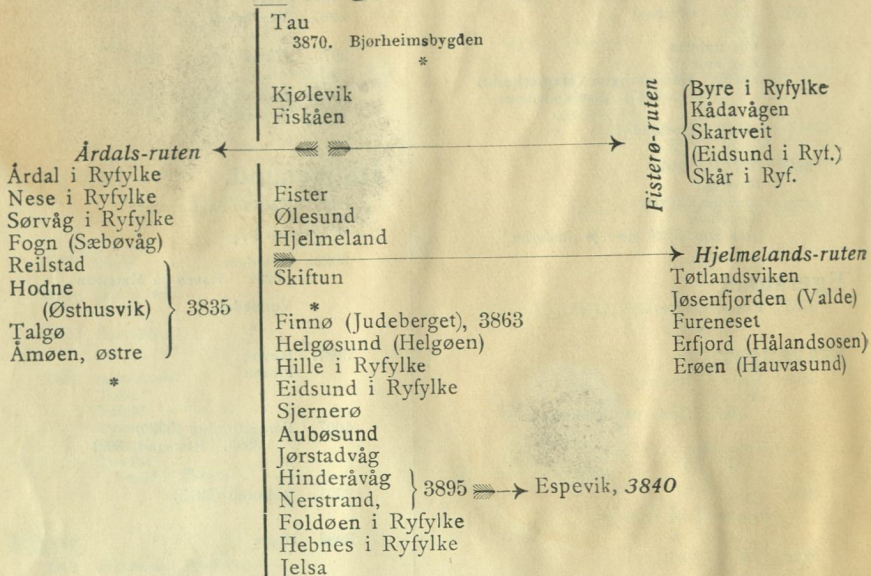 Tau
3870. Bjørheimsbygden
*
Kjølevik
Fiskåen
Årdals-ruten
Årdal i Ryfylke
Nese i Ryfylke
Sørvåg i Ryfylke
Fogn (Sæbøvåg)
Reilstad
Hodne
(Østhusvik)
Talgø
Åmøen, østre
3835
*
Fisterø-ruten
Byre i Ryfylke
Kådavågen
Skartveit
(Eidsund i Ryf.)
Skår i Ryf.
Fister
Ølesund
Hjelmeland
Skiftun
*
Hjelmelands-ruten
Tøtlandsviken
Jøsenfjorden (Valde)
Fureneset
Erfjord (Hålandsosen)
Erøen (Hauvasund)
Finnø (Judeberget), 3863
Helgøsund (Helgøen)
Hille i Ryfylke
Eidsund i Ryfylke
Sjernerø
Aubøsund
Jørstadvåg
Hinderåvåg
Nerstrand,
3895
Espevik, 3840
Foldøen i Ryfylke
Hebnes i Ryfylke
Jelsa